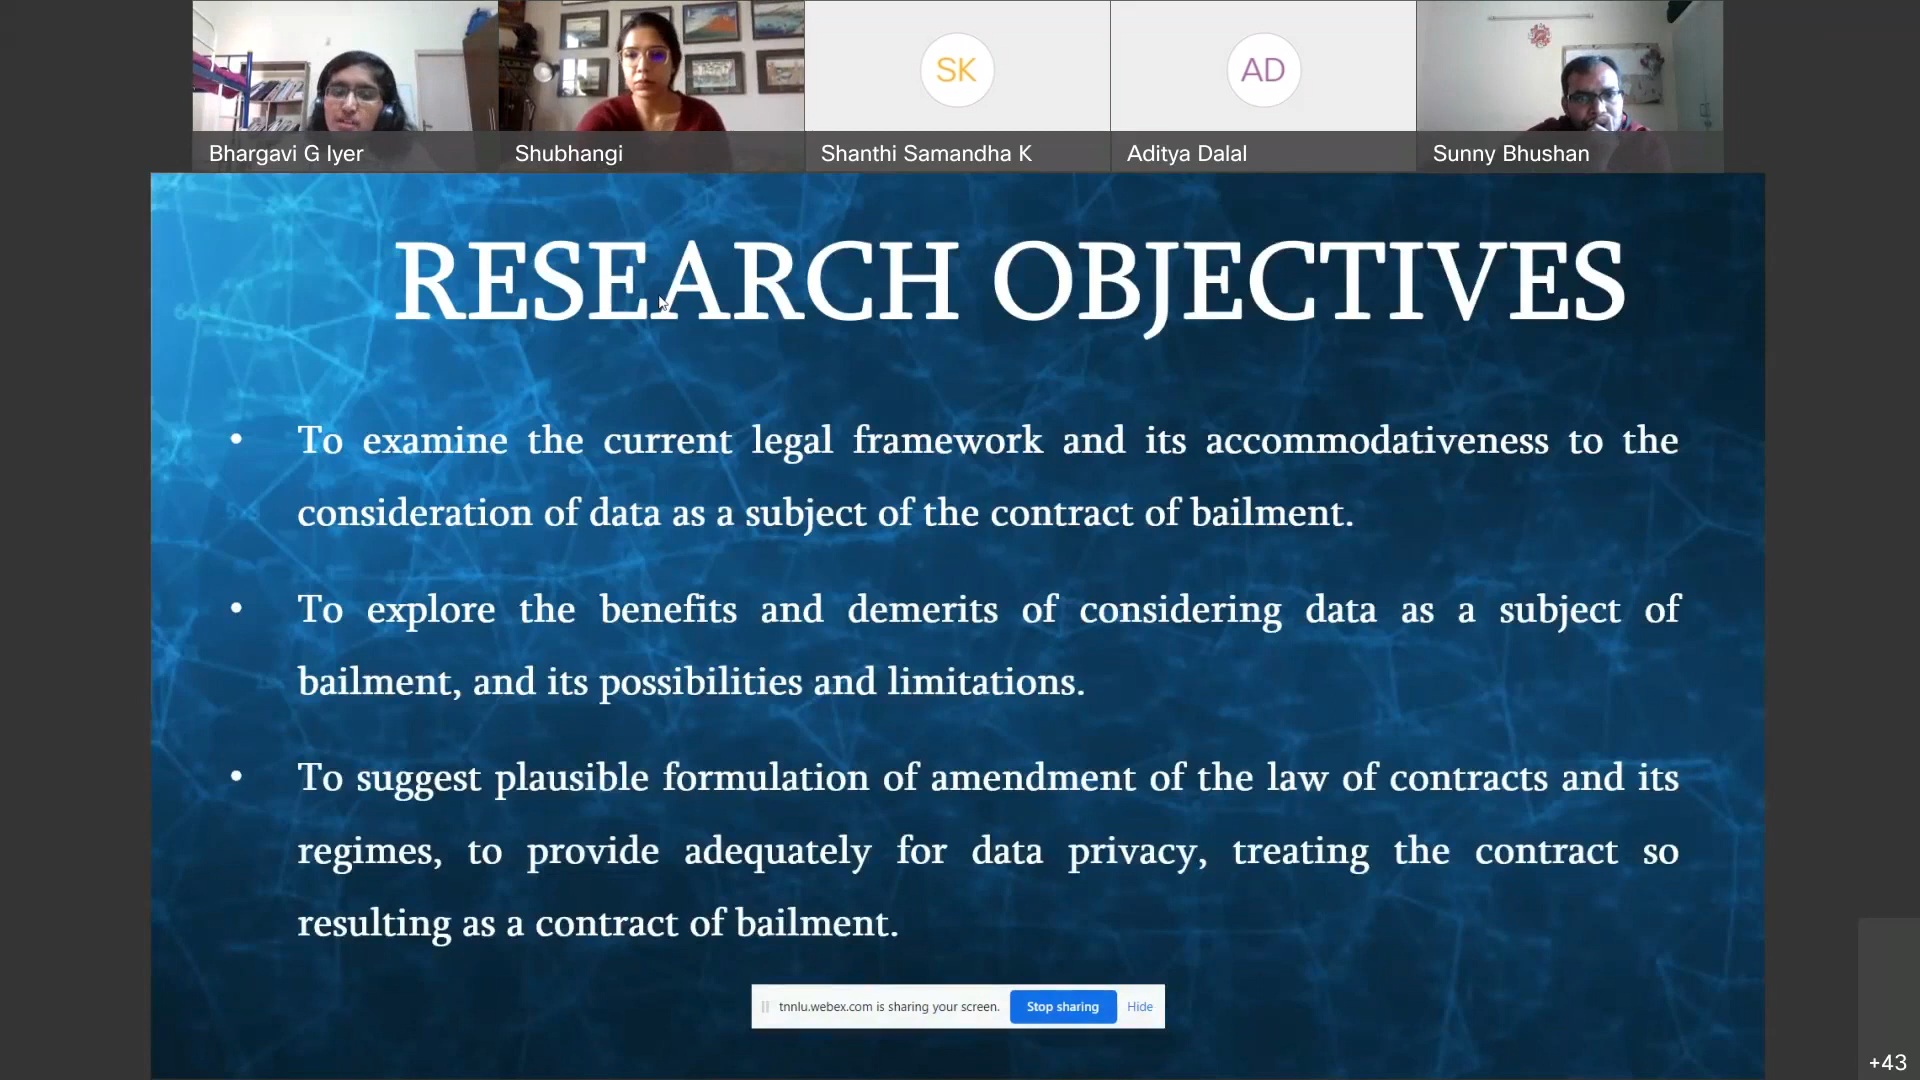 Bhargavi G Iyer
Shubhangi
SK
Shanthi Samandha K
AD
Aditya Dalal
Sunny Bhushan
RESEARCH OBJECTIVES
• To examine the current legal framework and its accommodativeness to the
consideration of data as a subject of the contract of bailment.
• To explore the benefits and demerits of considering data as a subject of
bailment, and its possibilities and limitations.
• To suggest plausible formulation of amendment of the law of contracts and its
regimes, to provide adequately for data privacy, treating the contract so
resulting as a contract of bailment.
tnnlu.webex.com is sharing your screen. Stop sharing Hide
+43